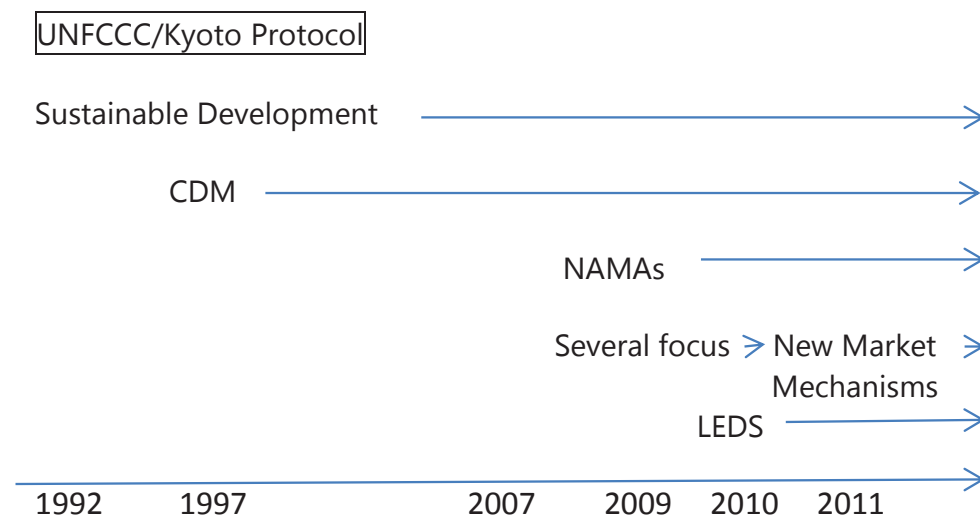 UNFCCC/Kyoto Protocol
Sustainable Development
CDM
NAMAs
Several focus New Market
Mechanisms
LEDS
1992 1997 2007 2009 2010 2011